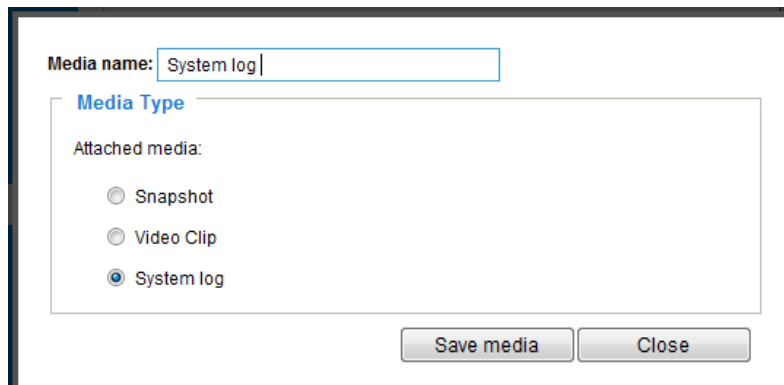 Media name: System log
Media Type
Attached media:
Snapshot
Video Clip
System log
Save media Close